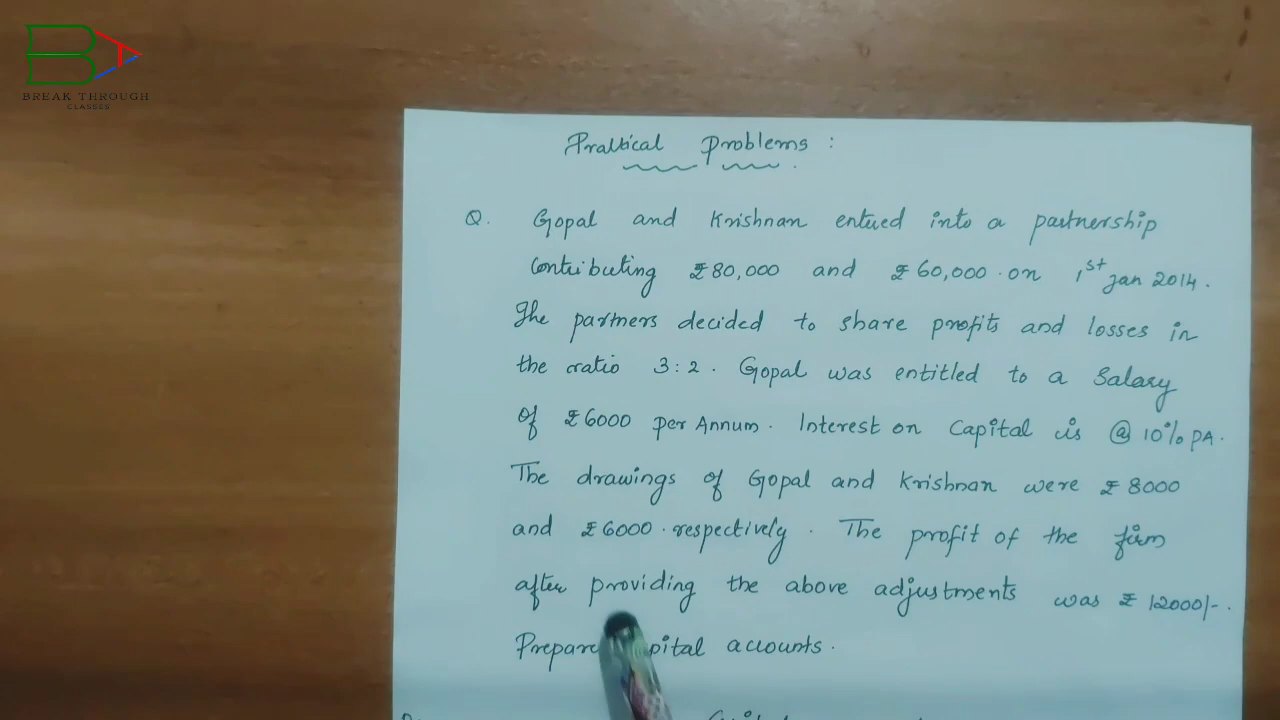 BREAK THROUGH
CLASSES
Practical Problems :
Q. Gopal and Krishnan entered into a partnership
Contributing ₹80,000 and ₹60,000 on 1st Jan 2014.
The partners decided to share profits and losses in
the ratio 3:2. Gopal was entitled to a Salary
Of ₹6000 per Annum. Interest on Capital is @ 10% PA.
The drawings of Gopal and Krishnan were ₹8000
and ₹6000 respectively. The profit of the firm
after providing the above adjustments was ₹12000/-.
Prepare accounts.